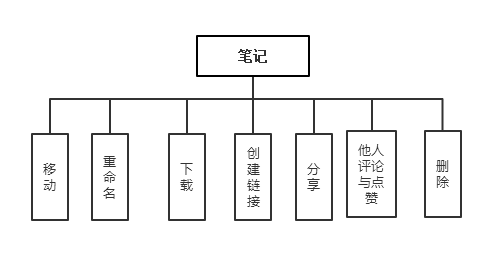 笔记
移
动
重
命
名
下
载
创
建
链
接
分
享
他人
评论
与点
赞
删
除